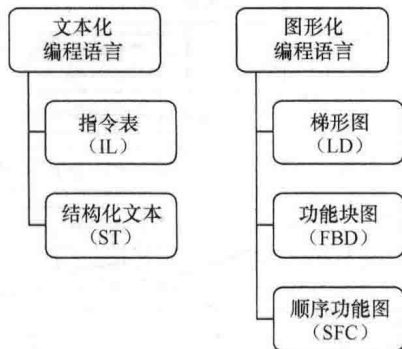 文本化
编程语言
指令表
（IL）
结构化文本
（ST）
图形化
编程语言
梯形图
（LD）
功能块图
（FBD）
顺序功能图
（SFC）